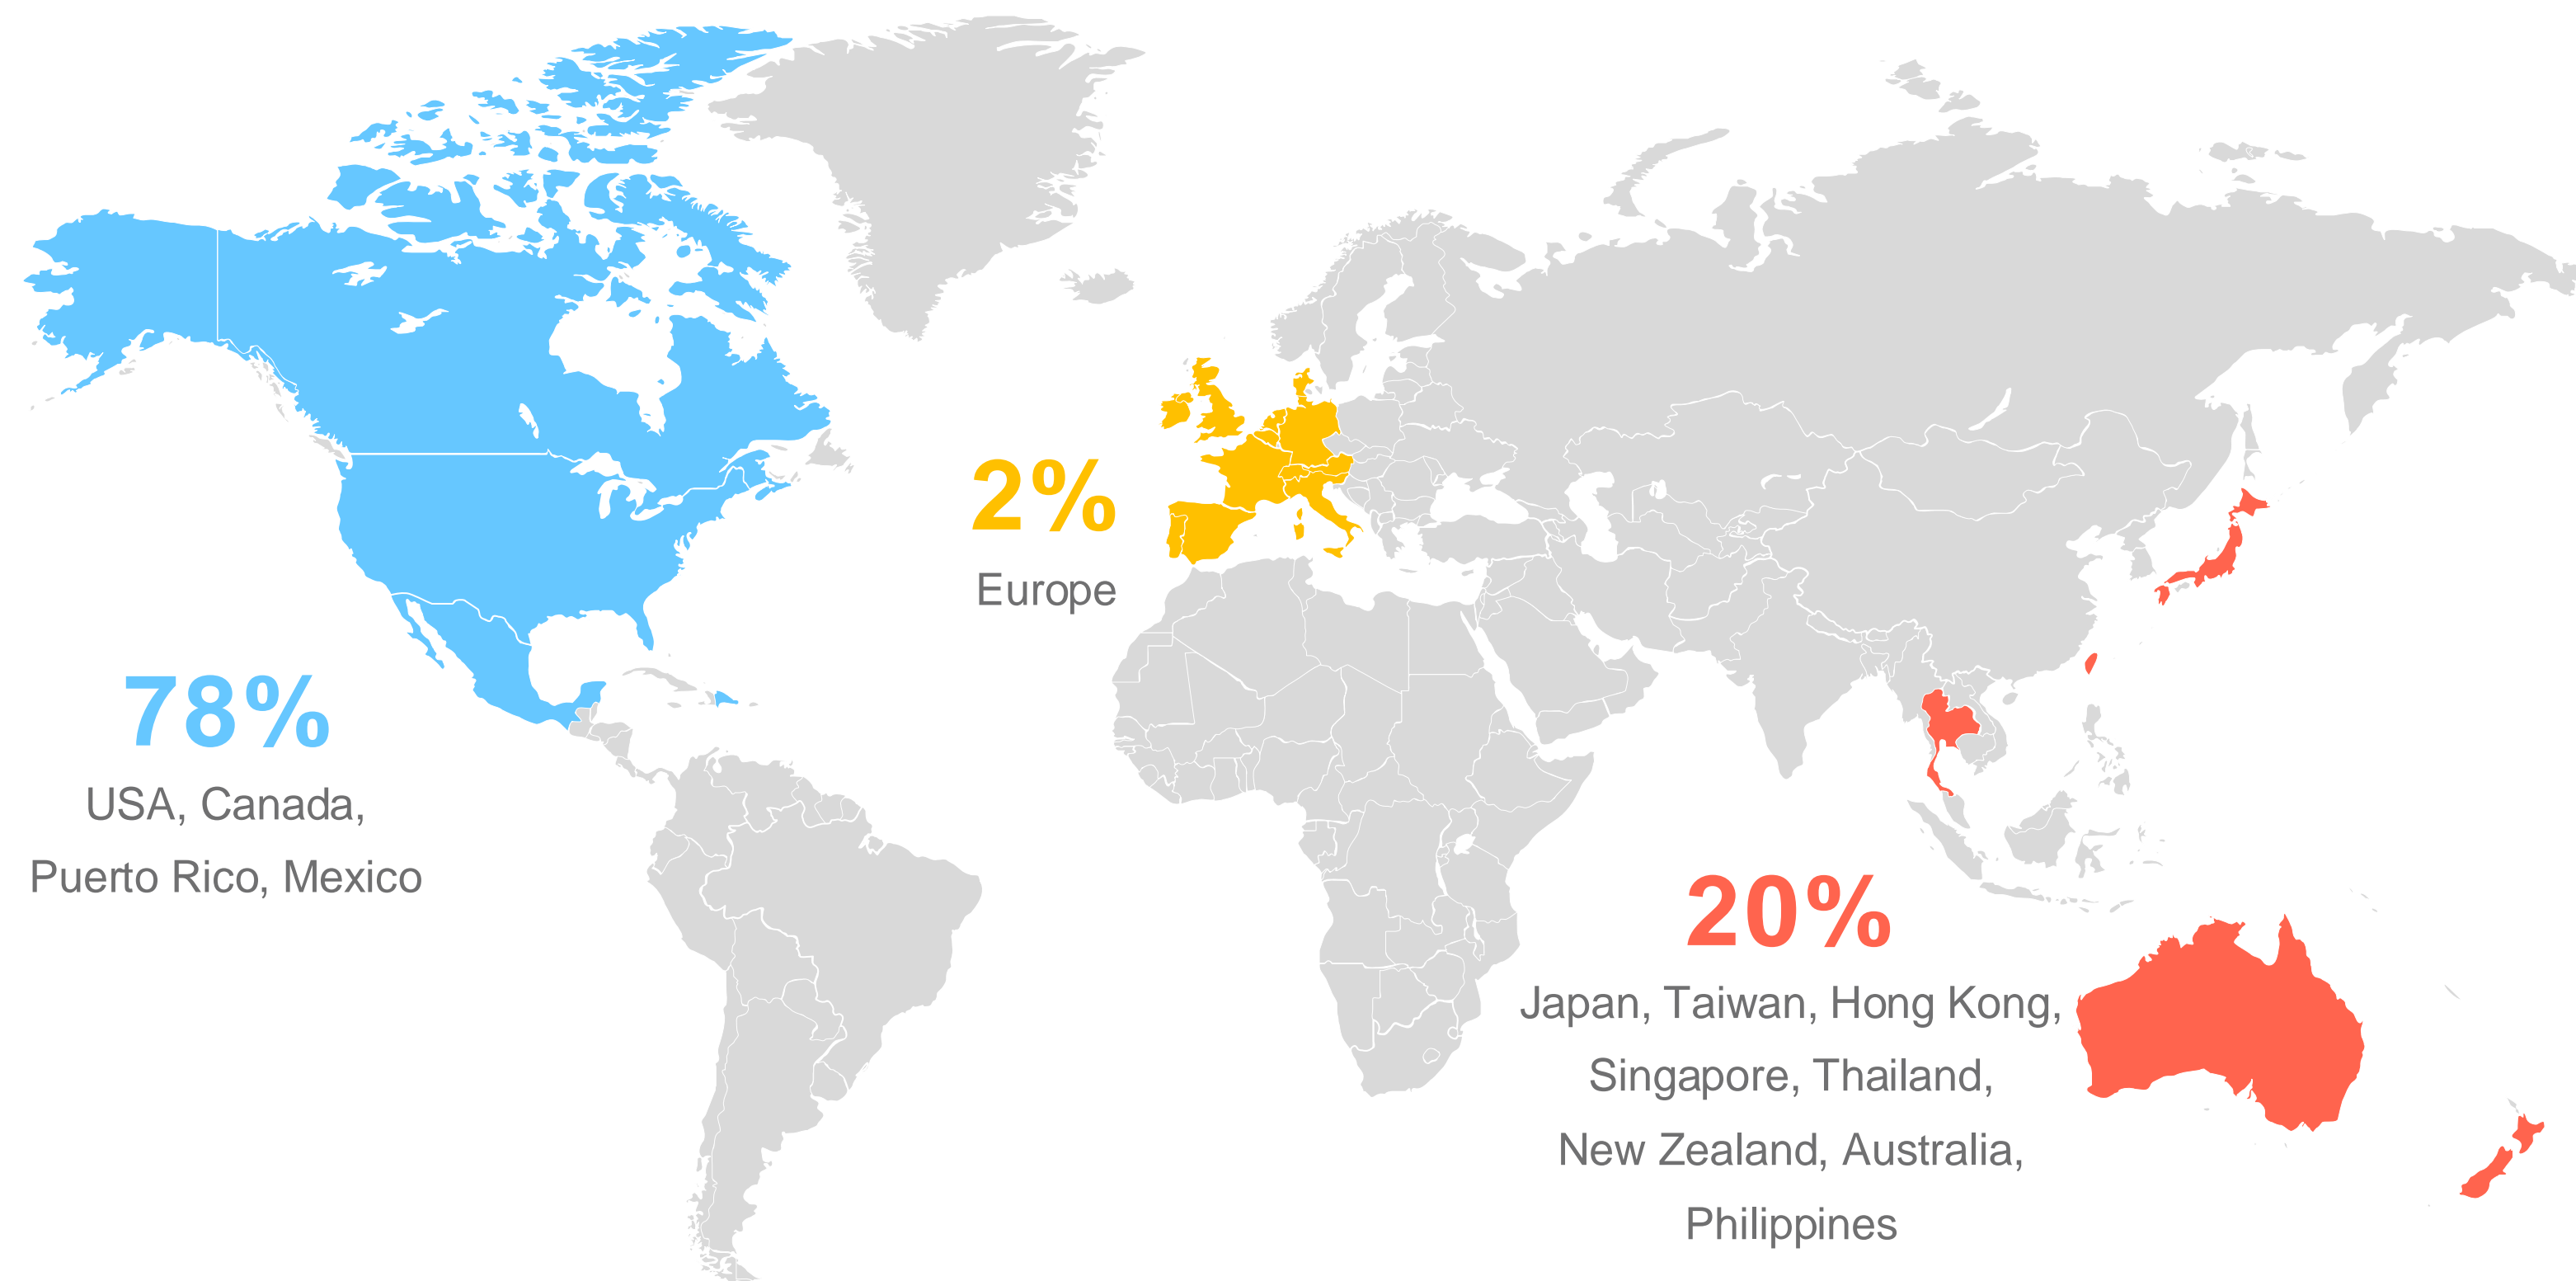 78%
USA, Canada,
Puerto Rico, Mexico
2%
Europe
20%
Japan, Taiwan, Hong Kong,
Singapore, Thailand,
New Zealand, Australia,
Philippines